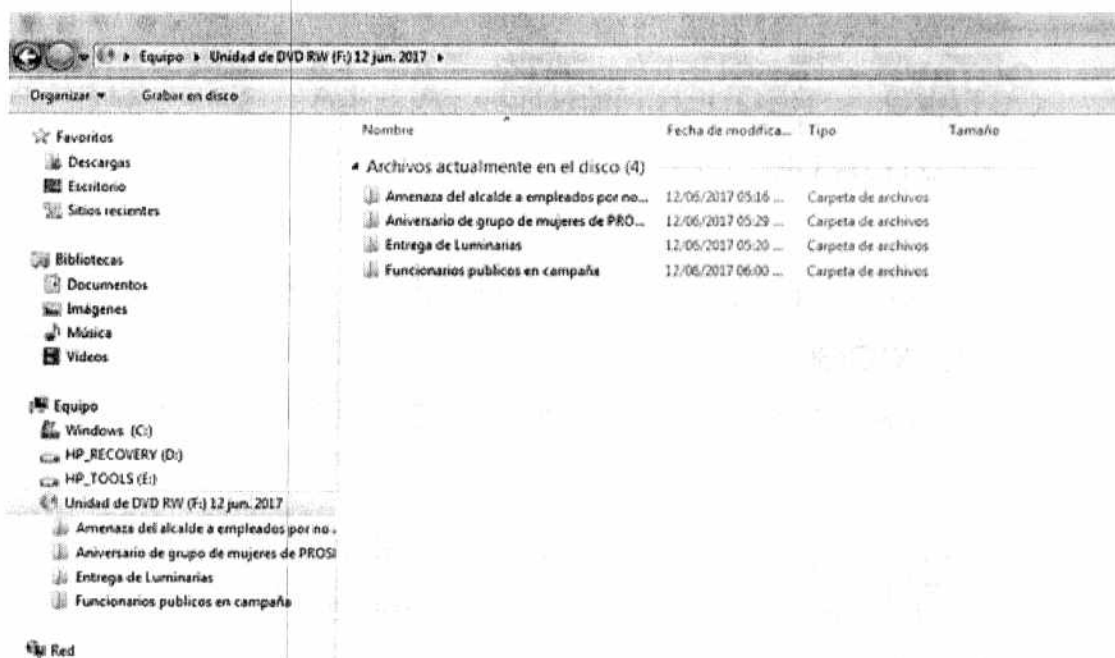 Equipo ▸ Unidad de DVD RW (F:) 12 jun. 2017 ▸
Organizar Grabar en disco
Favoritos
Descargas
Escritorio
Sitios recientes
Bibliotecas
Documentos
Imágenes
Música
Videos
Equipo
Windows (C:)
HP_RECOVERY (D:)
HP_TOOLS (E:)
Unidad de DVD RW (F:) 12 jun. 2017
Amenaza del alcalde a empleados por no...
Aniversario de grupo de mujeres de PROSI
Entrega de Luminarias
Funcionarios publicos en campaña
Red
Nombre Fecha de modifica... Tipo Tamaño
Archivos actualmente en el disco (4)
Amenaza del alcalde a empleados por no... 12/06/2017 05:16 ... Carpeta de archivos
Aniversario de grupo de mujeres de PRO... 12/06/2017 05:29 ... Carpeta de archivos
Entrega de Luminarias 12/06/2017 05:20 ... Carpeta de archivos
Funcionarios publicos en campaña 12/06/2017 06:00 ... Carpeta de archivos